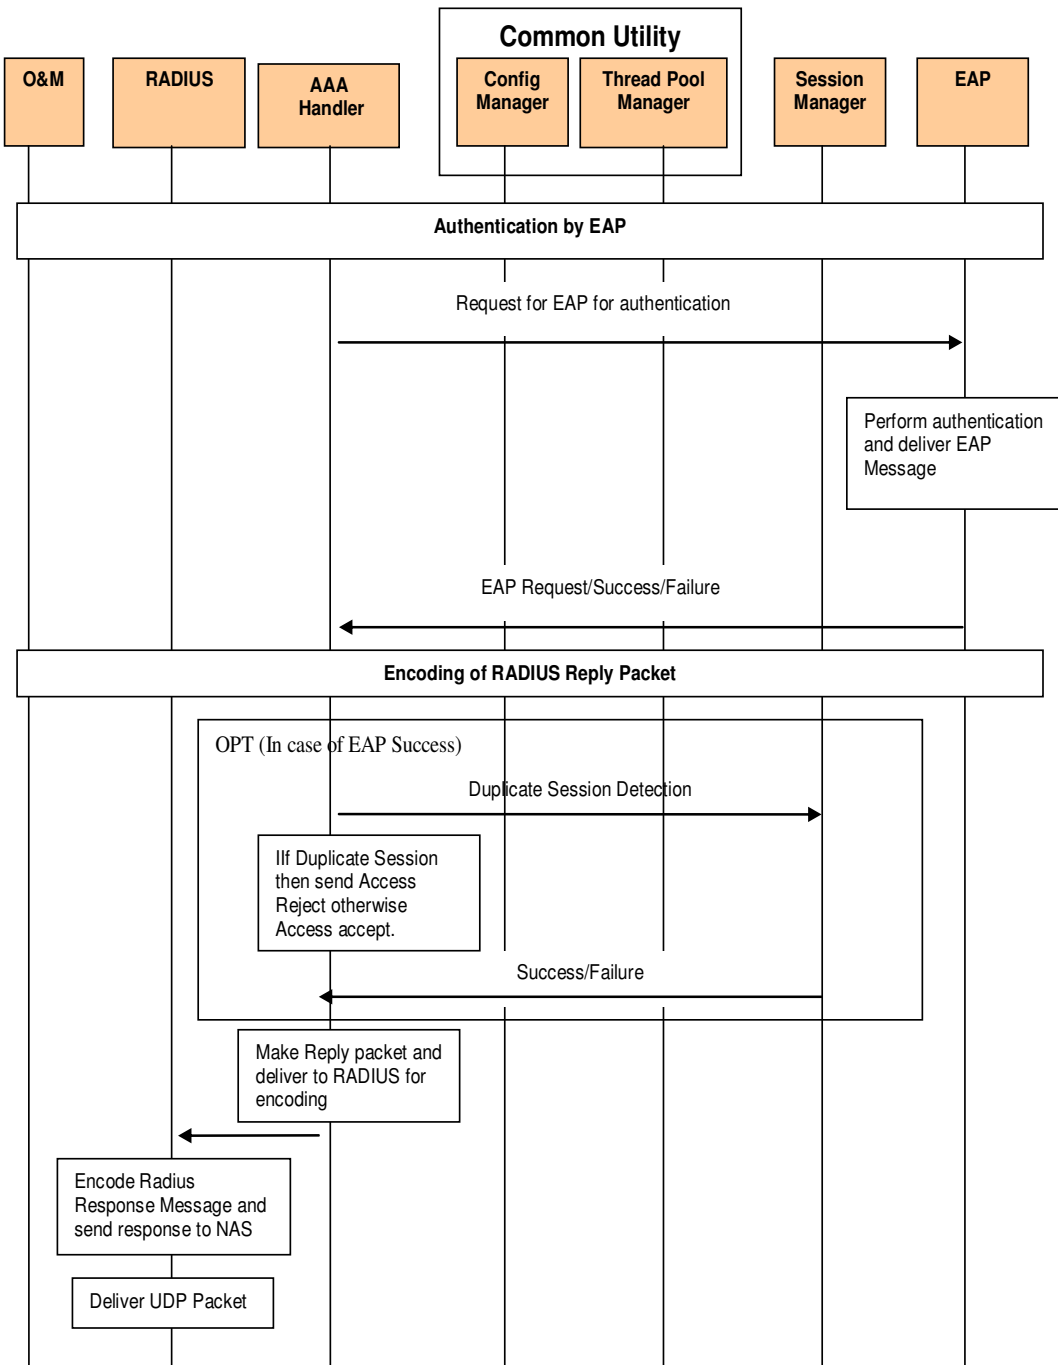 Common Utility
O&M
RADIUS
AAA
Handler
Config
Manager
Thread Pool
Manager
Session
Manager
EAP
Authentication by EAP
Request for EAP for authentication
Perform authentication
and deliver EAP
Message
EAP Request/Success/Failure
Encoding of RADIUS Reply Packet
OPT (In case of EAP Success)
Duplicate Session Detection
IIf Duplicate Session
then send Access
Reject otherwise
Access accept.
Success/Failure
Make Reply packet and
deliver to RADIUS for
encoding
Encode Radius
Response Message and
send response to NAS
Deliver UDP Packet